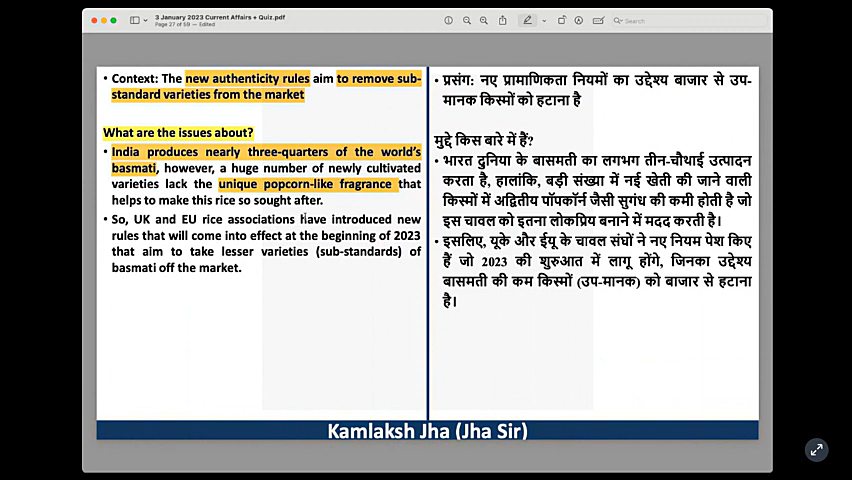 3 January 2023 Current Affairs + Quiz.pdf
Page 27 of 59 – Edited
Search
• Context: The new authenticity rules aim to remove sub-
standard varieties from the market
What are the issues about?
• India produces nearly three-quarters of the world’s
basmati, however, a huge number of newly cultivated
varieties lack the unique popcorn-like fragrance that
helps to make this rice so sought after.
• So, UK and EU rice associations have introduced new
rules that will come into effect at the beginning of 2023
that aim to take lesser varieties (sub-standards) of
basmati off the market.
• प्रसंग: नए प्रामाणिकता नियमों का उद्देश्य बाजार से उप-
मानक किस्मों को हटाना है
मुद्दे किस बारे में हैं?
• भारत दुनिया के बासमती का लगभग तीन-चौथाई उत्पादन
करता है, हालांकि, बड़ी संख्या में नई खेती की जाने वाली
किस्मों में अद्वितीय पॉपकॉर्न जैसी सुगंध की कमी होती है जो
इस चावल को इतना लोकप्रिय बनाने में मदद करती है।
• इसलिए, यूके और ईयू के चावल संघों ने नए नियम पेश किए
हैं जो 2023 की शुरुआत में लागू होंगे, जिनका उद्देश्य
बासमती की कम किस्मों (उप-मानक) को बाजार से हटाना
है।
Kamlaksh Jha (Jha Sir)